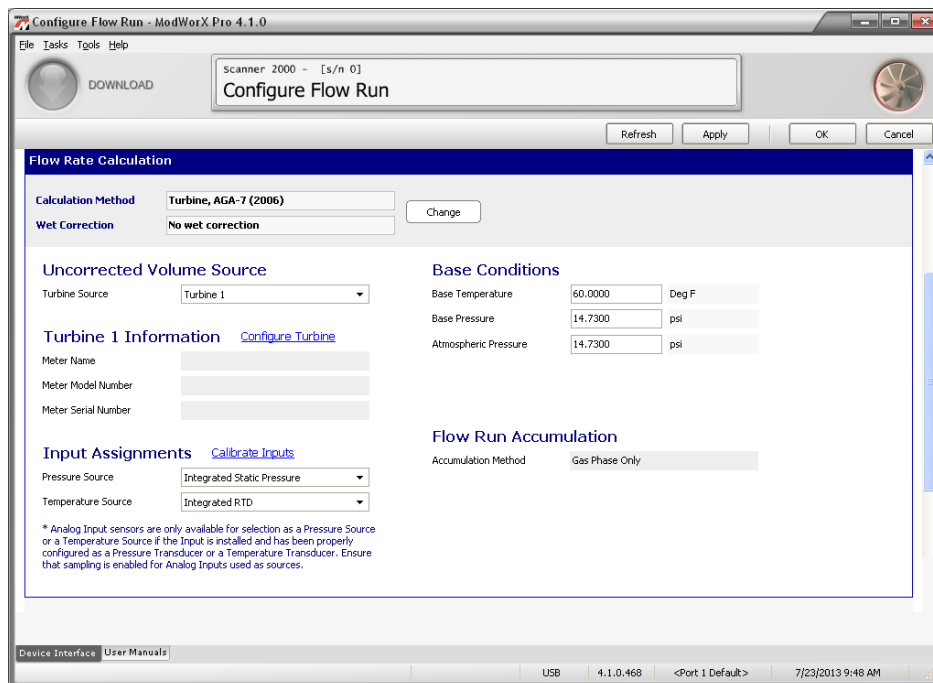 Configure Flow Run - ModWorX Pro 4.1.0
File Tasks Tools Help
DOWNLOAD
Scanner 2000 - [s/n 0]
Configure Flow Run
Refresh Apply OK Cancel
Flow Rate Calculation
Calculation Method Turbine, AGA-7 (2006)
Wet Correction No wet correction
Change
Uncorrected Volume Source
Turbine Source Turbine 1
Turbine 1 Information Configure Turbine
Meter Name
Meter Model Number
Meter Serial Number
Input Assignments Calibrate Inputs
Pressure Source Integrated Static Pressure
Temperature Source Integrated RTD
* Analog Input sensors are only available for selection as a Pressure Source
or a Temperature Source if the Input is installed and has been properly
configured as a Pressure Transducer or a Temperature Transducer. Ensure
that sampling is enabled for Analog Inputs used as sources.
Base Conditions
Base Temperature 60.0000 Deg F
Base Pressure 14.7300 psi
Atmospheric Pressure 14.7300 psi
Flow Run Accumulation
Accumulation Method Gas Phase Only
Device Interface User Manuals
USB 4.1.0.468 <Port 1 Default> 7/23/2013 9:48 AM